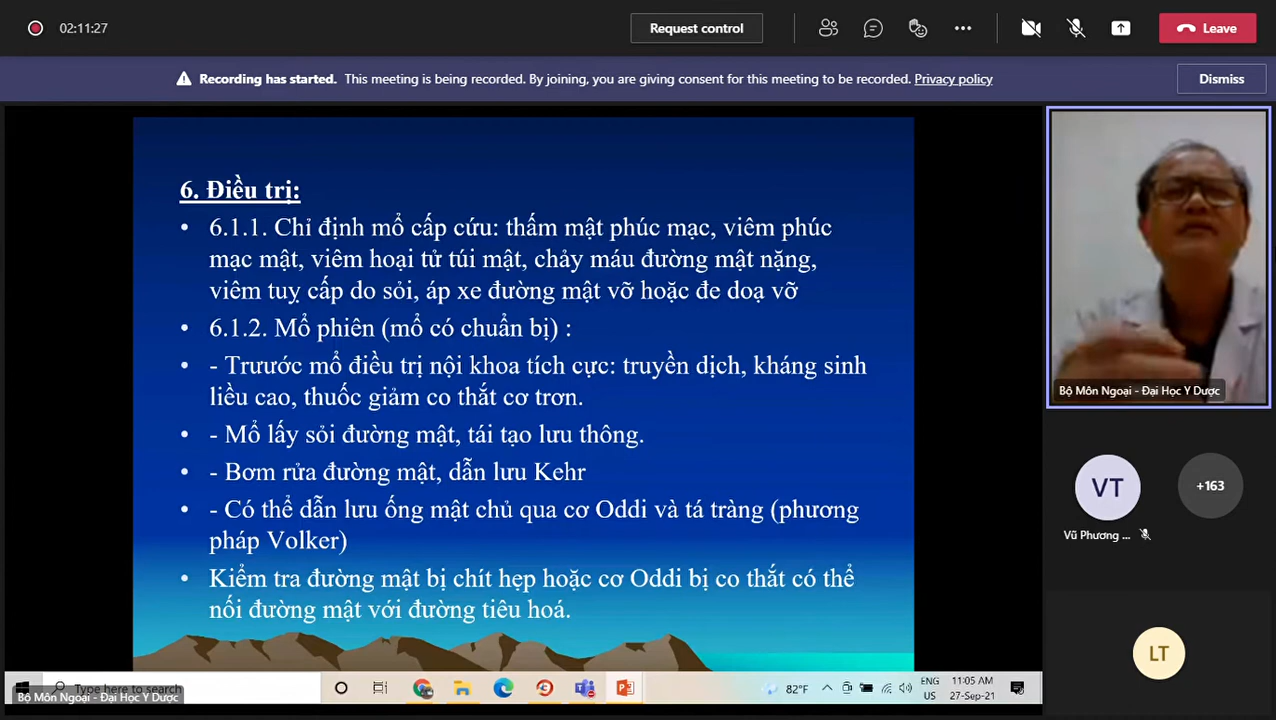 02:11:27
Request control
Leave
Recording has started. This meeting is being recorded. By joining, you are giving consent for this meeting to be recorded. Privacy policy
Dismiss
6. Điều trị:
• 6.1.1. Chỉ định mổ cấp cứu: thấm mật phúc mạc, viêm phúc
mạc mật, viêm hoại tử túi mật, chảy máu đường mật nặng,
viêm tuỵ cấp do sỏi, áp xe đường mật vỡ hoặc đe doạ vỡ
• 6.1.2. Mổ phiên (mổ có chuẩn bị) :
• - Trưước mổ điều trị nội khoa tích cực: truyền dịch, kháng sinh
liều cao, thuốc giảm co thắt cơ trơn.
• - Mổ lấy sỏi đường mật, tái tạo lưu thông.
• - Bơm rửa đường mật, dẫn lưu Kehr
• - Có thể dẫn lưu ống mật chủ qua cơ Oddi và tá tràng (phương
pháp Volker)
• Kiểm tra đường mật bị chít hẹp hoặc cơ Oddi bị co thắt có thể
nối đường mật với đường tiêu hoá.
Bộ Môn Ngoại - Đại Học Y Dược
VT
+163
Vũ Phương ...
LT
Type here to search
Bộ Môn Ngoại - Đại Học Y Dược
82°F
ENG
US
11:05 AM
27-Sep-21